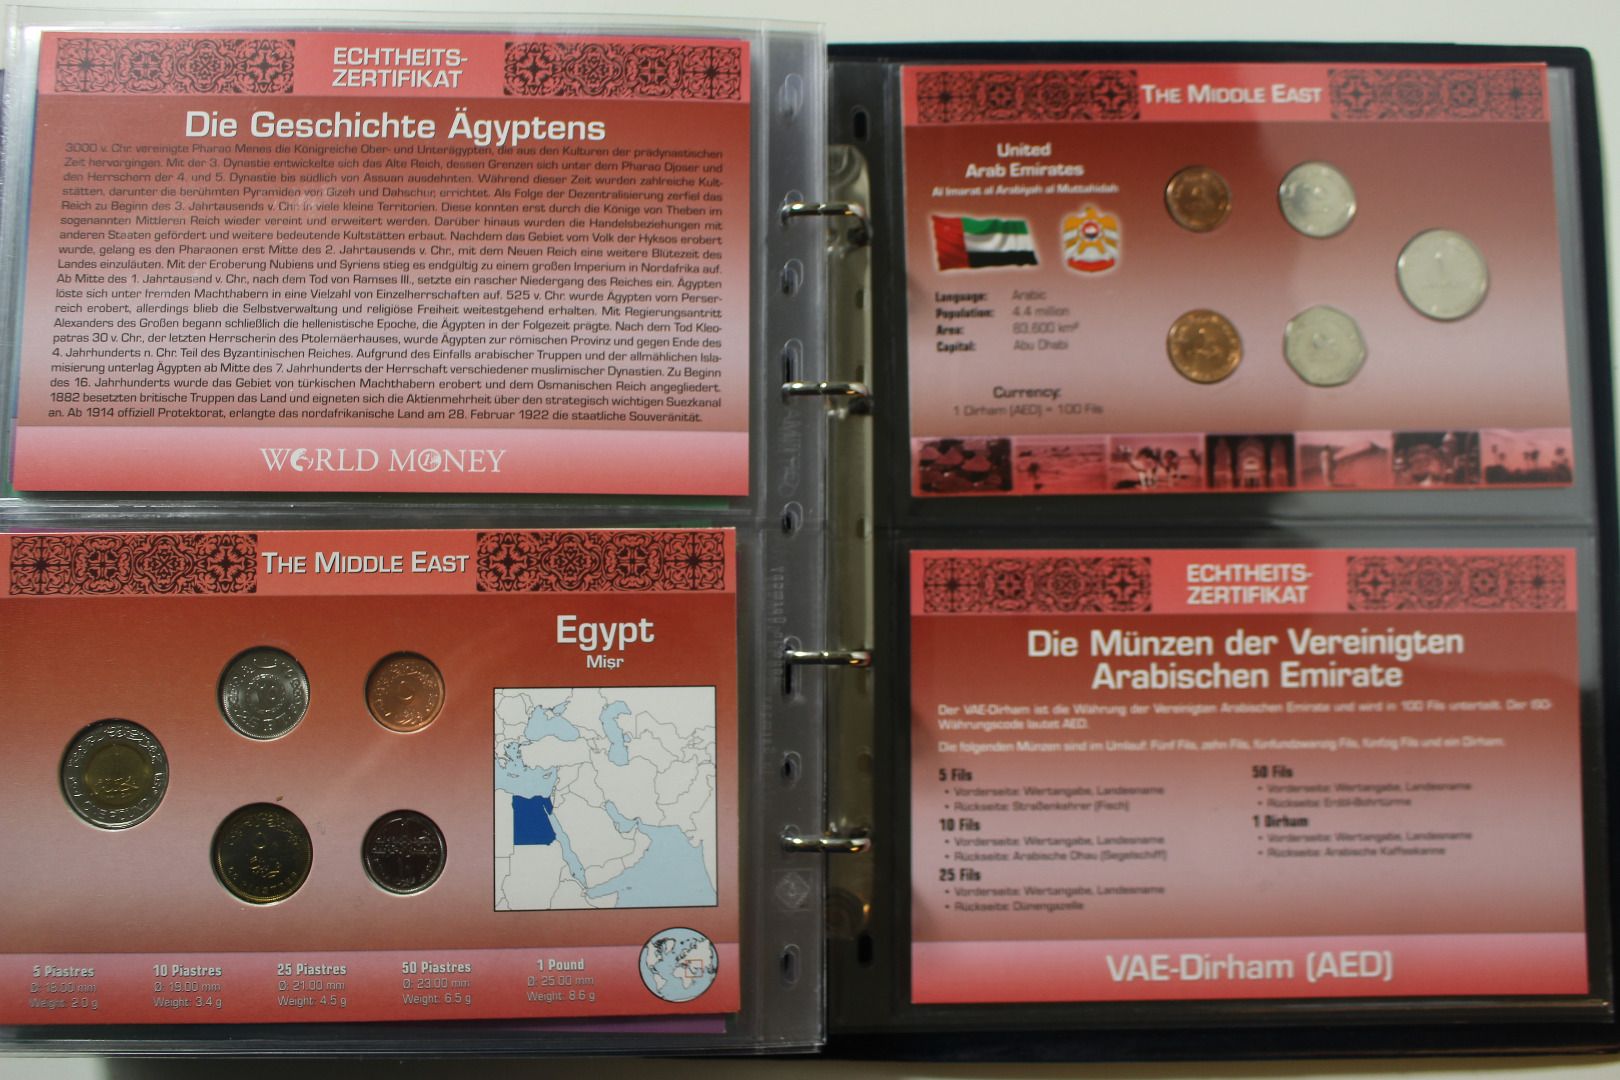 ECHTHEITS-
ZERTIFIKAT
Die Geschichte Ägyptens
3000 v. Chr. vereinigte Pharao Menes die Königreiche Ober- und Unterägypten, die aus den Kulturen der prädynastischen
Zeit hervorgingen. Mit der 3. Dynastie entwickelte sich das Alte Reich, dessen Grenzen sich unter dem Pharao Djoser und
den Herrschern der 4. und 5. Dynastie bis südlich von Assuan ausdehnten. Während dieser Zeit wurden zahlreiche Kult-
stätten, darunter die berühmten Pyramiden von Gizeh und Dahschur, errichtet. Als Folge der Dezentralisierung zerfiel das
Reich zu Beginn des 3. Jahrtausends v. Chr. in viele kleine Territorien. Diese konnten erst durch die Könige von Theben im
sogenannten Mittleren Reich wieder vereint und erweitert werden. Darüber hinaus wurden die Handelsbeziehungen mit
anderen Staaten gefördert und weitere bedeutende Kultstätten erbaut. Nachdem das Gebiet vom Volk der Hyksos erobert
wurde, gelang es den Pharaonen erst Mitte des 2. Jahrtausends v. Chr., mit dem Neuen Reich eine weitere Blütezeit des
Landes einzuläuten. Mit der Eroberung Nubiens und Syriens stieg es endgültig zu einem großen Imperium in Nordafrika auf.
Ab Mitte des 1. Jahrtausend v. Chr., nach dem Tod von Ramses III., setzte ein rascher Niedergang des Reiches ein. Ägypten
löste sich unter fremden Machthabern in eine Vielzahl von Einzelherrschaften auf. 525 v. Chr. wurde Ägypten vom Perser-
reich erobert, allerdings blieb die Selbstverwaltung und religiöse Freiheit weitestgehend erhalten. Mit Regierungsantritt
Alexanders des Großen begann schließlich die hellenistische Epoche, die Ägypten in der Folgezeit prägte. Nach dem Tod Kleo-
patras 30 v. Chr., der letzten Herrscherin des Ptolemäerhauses, wurde Ägypten zur römischen Provinz und gegen Ende des
4. Jahrhunderts n. Chr. Teil des Byzantinischen Reiches. Aufgrund des Einfalls arabischer Truppen und der allmählichen Isla-
misierung unterlag Ägypten ab Mitte des 7. Jahrhunderts der Herrschaft verschiedener muslimischer Dynastien. Zu Beginn
des 16. Jahrhunderts wurde das Gebiet von türkischen Machthabern erobert und dem Osmanischen Reich angegliedert.
1882 besetzten britische Truppen das Land und eigneten sich die Aktienmehrheit über den strategisch wichtigen Suezkanal
an. Ab 1914 offiziell Protektorat, erlangte das nordafrikanische Land am 28. Februar 1922 die staatliche Souveränität.
WORLD MONEY
THE MIDDLE EAST
Egypt
Miṣr
5 Piastres
Ø: 18.00 mm
Weight: 2.0 g
10 Piastres
Ø: 19.00 mm
Weight: 3.4 g
25 Piastres
Ø: 21.00 mm
Weight: 4.5 g
50 Piastres
Ø: 23.00 mm
Weight: 6.5 g
1 Pound
Ø: 25.00 mm
Weight: 8.6 g
THE MIDDLE EAST
United
Arab Emirates
Al Imarat al Arabiyah al Muttahidah
Language: Arabic
Population: 4.4 million
Area: 83,600 km²
Capital: Abu Dhabi
Currency:
1 Dirham (AED) = 100 Fils
ECHTHEITS-
ZERTIFIKAT
Die Münzen der Vereinigten
Arabischen Emirate
Der VAE-Dirham ist die Währung der Vereinigten Arabischen Emirate und wird in 100 Fils unterteilt. Der ISO-
Währungscode lautet AED.
Die folgenden Münzen sind im Umlauf: Fünf Fils, zehn Fils, fünfundzwanzig Fils, fünfzig Fils und ein Dirham.
5 Fils
• Vorderseite: Wertangabe, Landesname
• Rückseite: Straßenkehrer (Fisch)
10 Fils
• Vorderseite: Wertangabe, Landesname
• Rückseite: Arabische Dhau (Segelschiff)
25 Fils
• Vorderseite: Wertangabe, Landesname
• Rückseite: Dünengazelle
50 Fils
• Vorderseite: Wertangabe, Landesname
• Rückseite: Erdöl-Bohrtürme
1 Dirham
• Vorderseite: Wertangabe, Landesname
• Rückseite: Arabische Kaffeekanne
VAE-Dirham (AED)